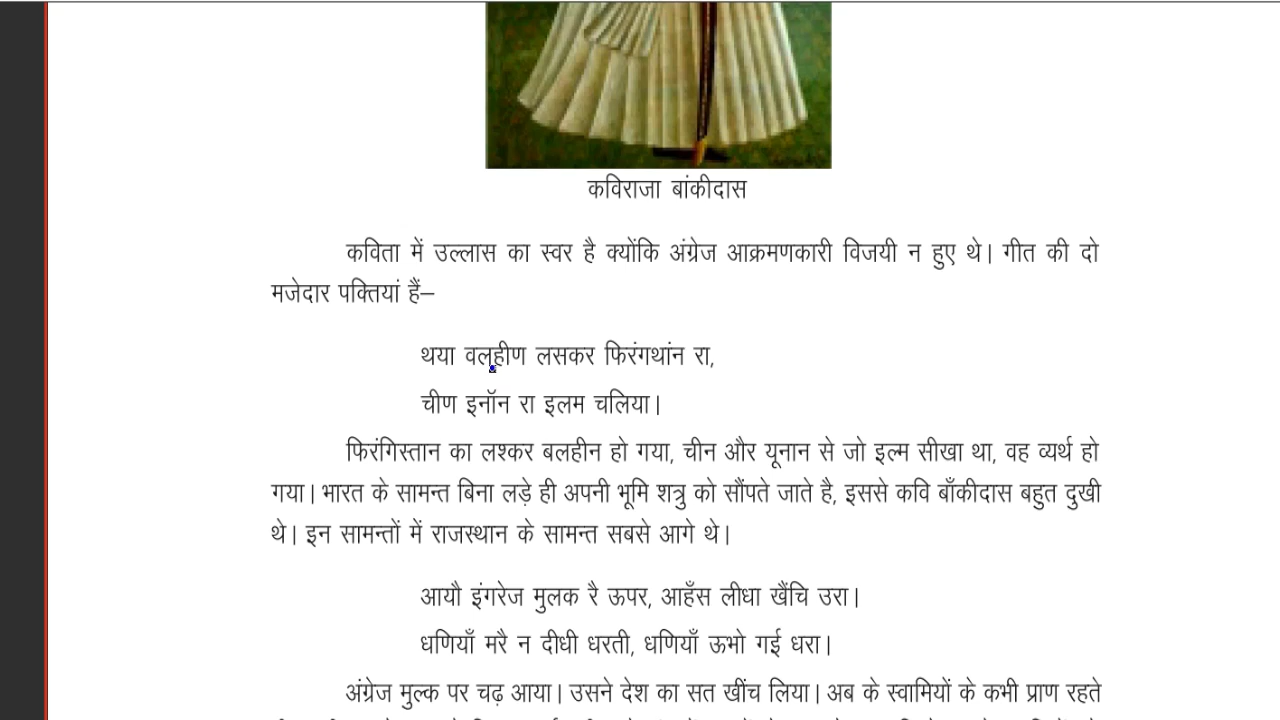 कविराजा बांकीदास
कविता में उल्लास का स्वर है क्योंकि अंग्रेज आक्रमणकारी विजयी न हुए थे। गीत की दो
मजेदार पक्तियां हैं–
थया वलहीण लसकर फिरंगथांन रा,
चीण इनॉन रा इलम चलिया।
फिरंगिस्तान का लश्कर बलहीन हो गया, चीन और यूनान से जो इल्म सीखा था, वह व्यर्थ हो
गया। भारत के सामन्त बिना लड़े ही अपनी भूमि शत्रु को सौंपते जाते है, इससे कवि बाँकीदास बहुत दुखी
थे। इन सामन्तों में राजस्थान के सामन्त सबसे आगे थे।
आयौ इंगरेज मुलक रै ऊपर, आहँस लीधा खैंचि उरा।
धणियाँ मरै न दीधी धरती, धणियाँ ऊभो गई धरा।
अंग्रेज मुल्क पर चढ़ आया। उसने देश का सत खींच लिया। अब के स्वामियों के कभी प्राण रहते